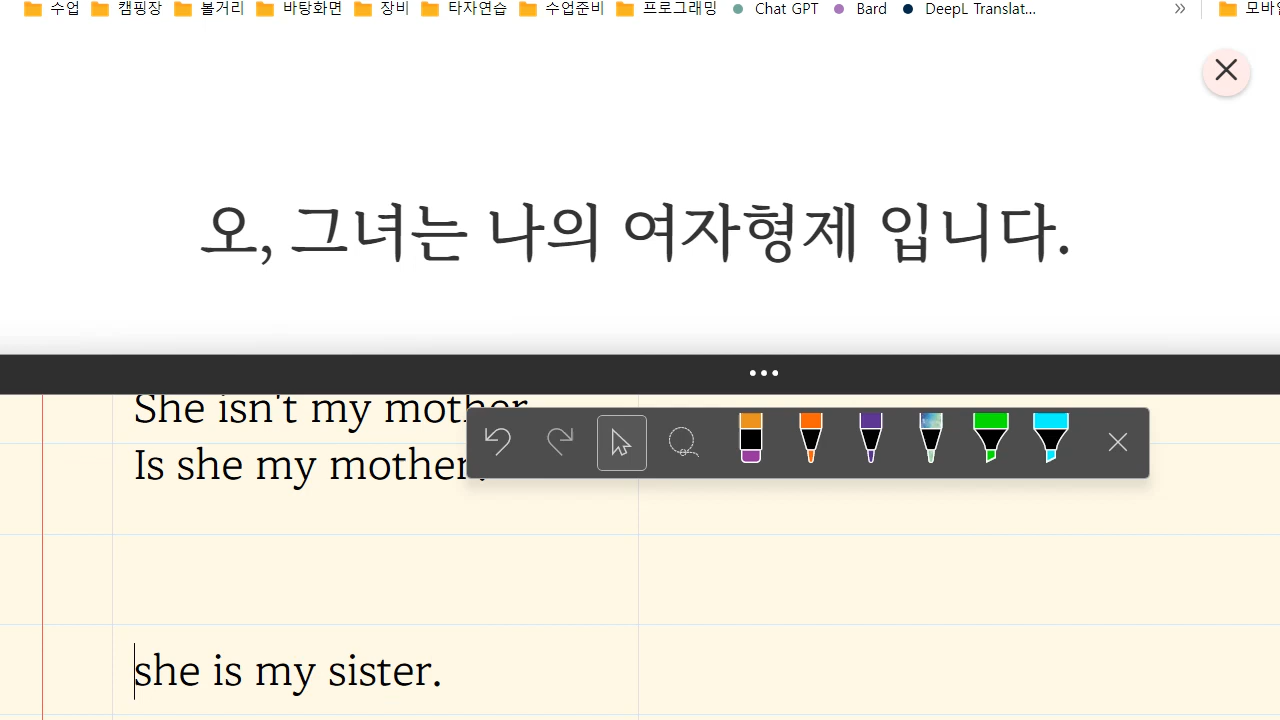 수업 캠핑장 볼거리 바탕화면 장비 타자연습 수업준비 프로그래밍 Chat GPT Bard DeepL Translat... » 
오, 그녀는 나의 여자형제 입니다.
She isn't my mother
Is she my mother
she is my sister.